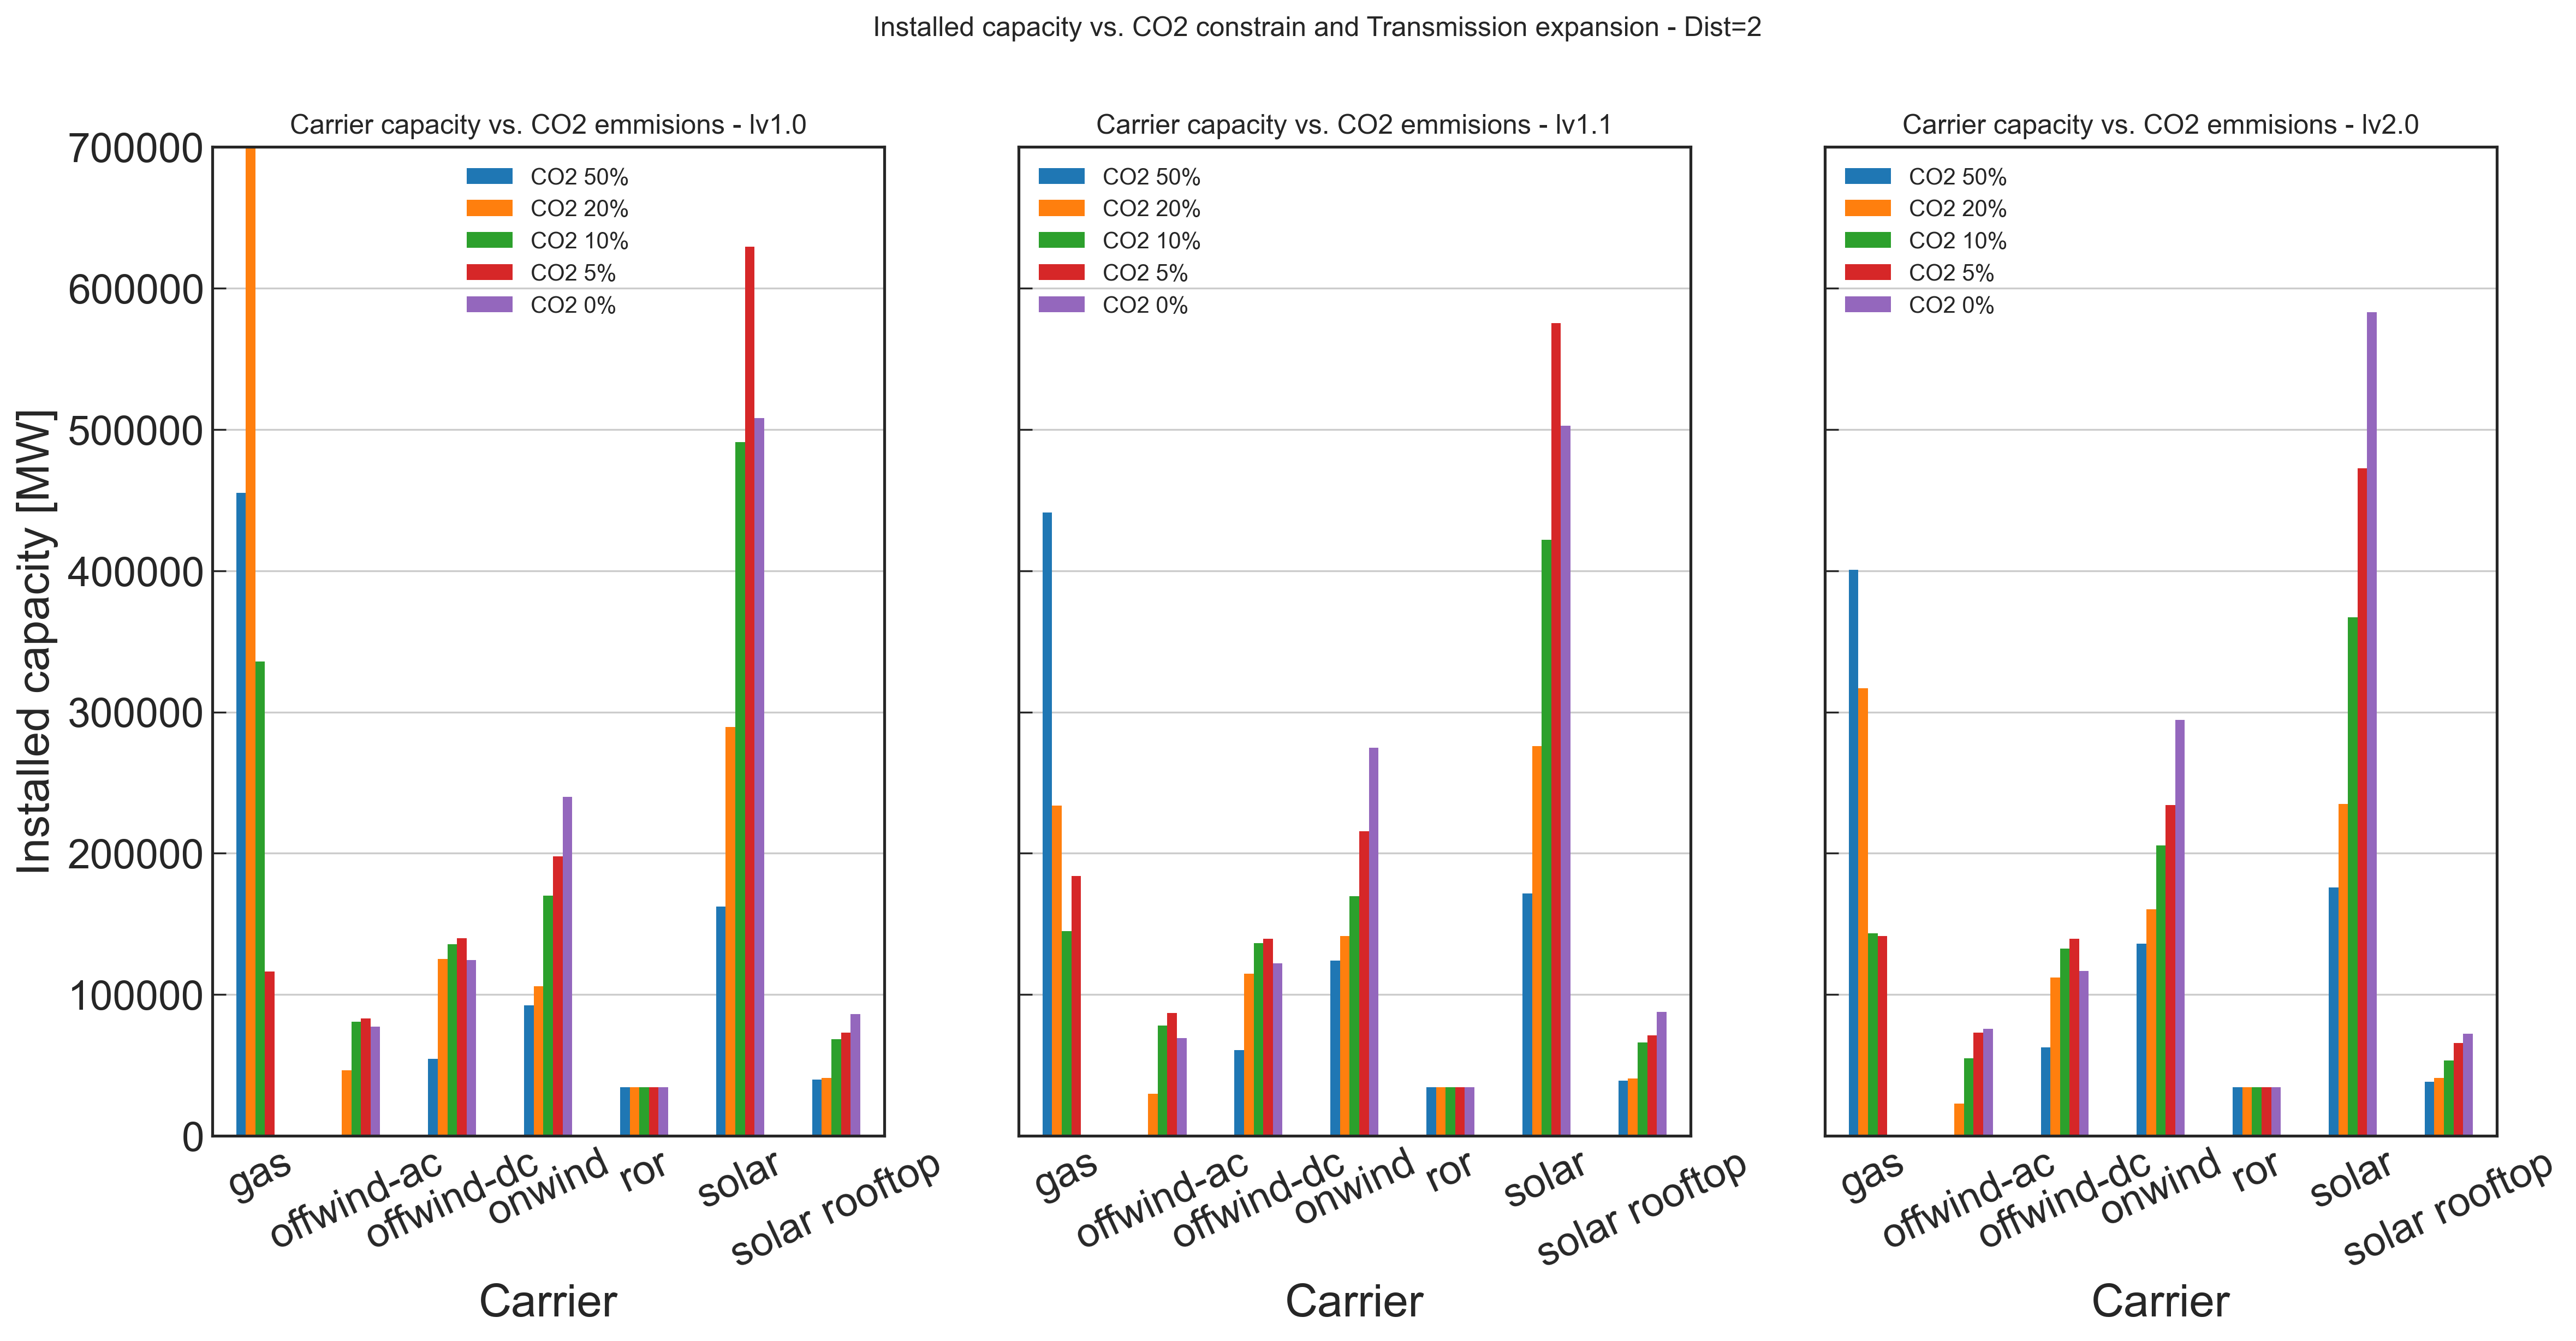 Installed capacity vs. CO2 constrain and Transmission expansion - Dist=2
Carrier capacity vs. CO2 emmisions - lv1.0
Carrier capacity vs. CO2 emmisions - lv1.1
Carrier capacity vs. CO2 emmisions - lv2.0
Installed capacity [MW]
700000
600000
500000
400000
300000
200000
100000
0
CO2 50%
CO2 20%
CO2 10%
CO2 5%
CO2 0%
CO2 50%
CO2 20%
CO2 10%
CO2 5%
CO2 0%
CO2 50%
CO2 20%
CO2 10%
CO2 5%
CO2 0%
gas
offwind-ac
offwind-dc
onwind
ror
solar
solar rooftop
gas
offwind-ac
offwind-dc
onwind
ror
solar
solar rooftop
gas
offwind-ac
offwind-dc
onwind
ror
solar
solar rooftop
Carrier
Carrier
Carrier